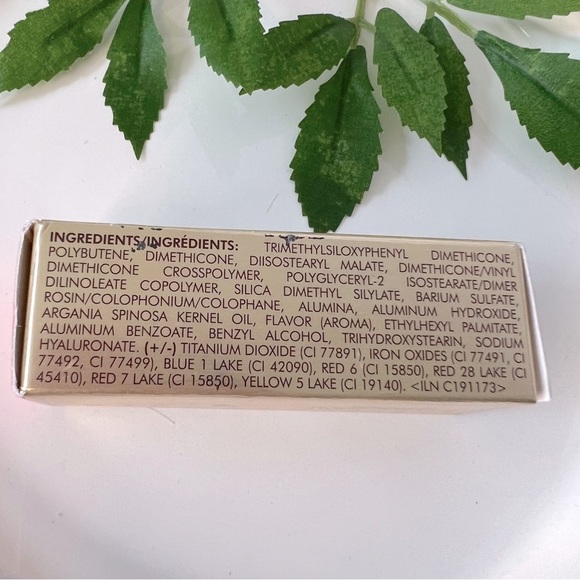 INGREDIENTS/INGRÉDIENTS: TRIMETHYLSILOXYPHENYL DIMETHICONE,
POLYBUTENE, DIMETHICONE, DIISOSTEARYL MALATE, DIMETHICONE/VINYL
DIMETHICONE CROSSPOLYMER, POLYGLYCERYL-2 ISOSTEARATE/DIMER
DILINOLEATE COPOLYMER, SILICA DIMETHYL SILYLATE, BARIUM SULFATE,
ROSIN/COLOPHONIUM/COLOPHANE, ALUMINA, ALUMINUM HYDROXIDE,
ARGANIA SPINOSA KERNEL OIL, FLAVOR (AROMA), ETHYLHEXYL PALMITATE,
ALUMINUM BENZOATE, BENZYL ALCOHOL, TRIHYDROXYSTEARIN, SODIUM
HYALURONATE. (+/-) TITANIUM DIOXIDE (CI 77891), IRON OXIDES (CI 77491, CI
77492, CI 77499), BLUE 1 LAKE (CI 42090), RED 6 (CI 15850), RED 28 LAKE (CI
45410), RED 7 LAKE (CI 15850), YELLOW 5 LAKE (CI 19140). <ILN C191173>